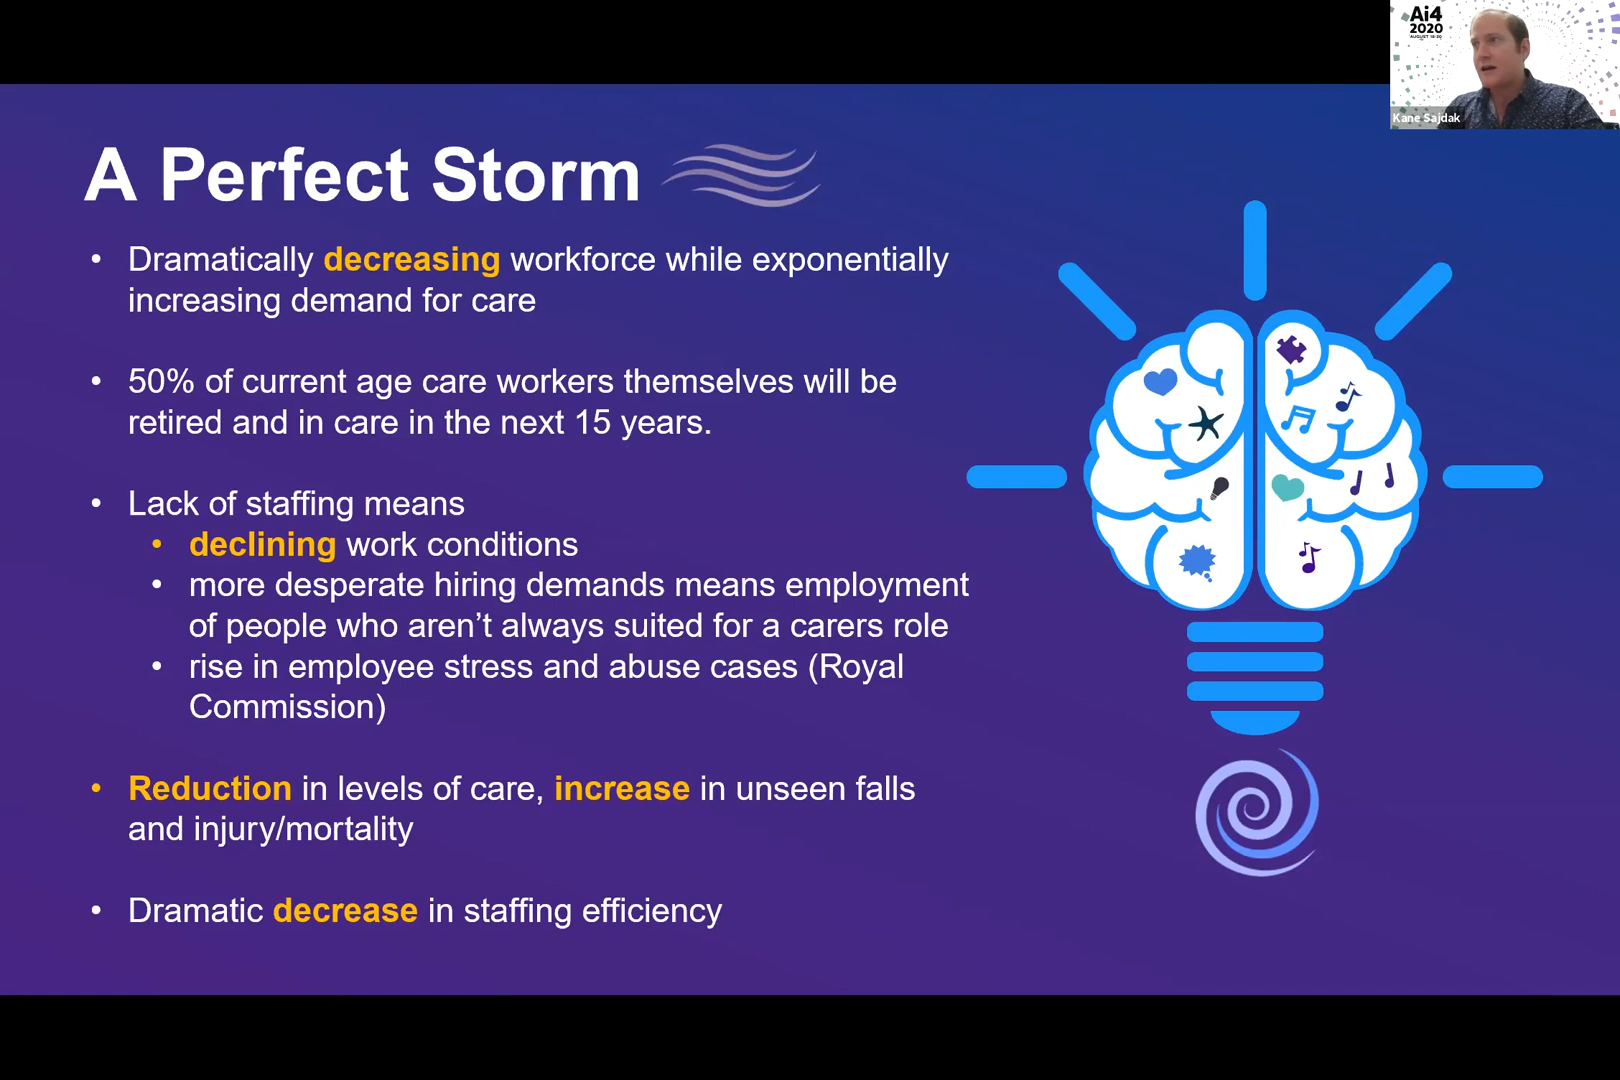 Ai4
2020
AUGUST 18-20
Kane Sajdak
A Perfect Storm
• Dramatically decreasing workforce while exponentially
increasing demand for care
• 50% of current age care workers themselves will be
retired and in care in the next 15 years.
• Lack of staffing means
• declining work conditions
• more desperate hiring demands means employment
of people who aren’t always suited for a carers role
• rise in employee stress and abuse cases (Royal
Commission)
• Reduction in levels of care, increase in unseen falls
and injury/mortality
• Dramatic decrease in staffing efficiency